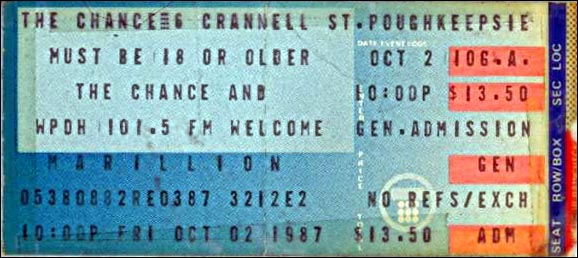 THE CHANCE 6 CRANNELL ST.POUGHKEEPSIE
DATE EVENT CODE
MUST BE 18 OR OLDER OCT 2 106.A.
THE CHANCE AND 10:00P $13.50
WPDH 101.5 FM WELCOME GEN.ADMISSION
PRICE
MARILLION GEN
05380882RE0387 3212E2 NO REFS/EXCH
10:00P FRI OCT 02 1987 $13.50 ADM
SEAT ROW/BOX SEC LOC